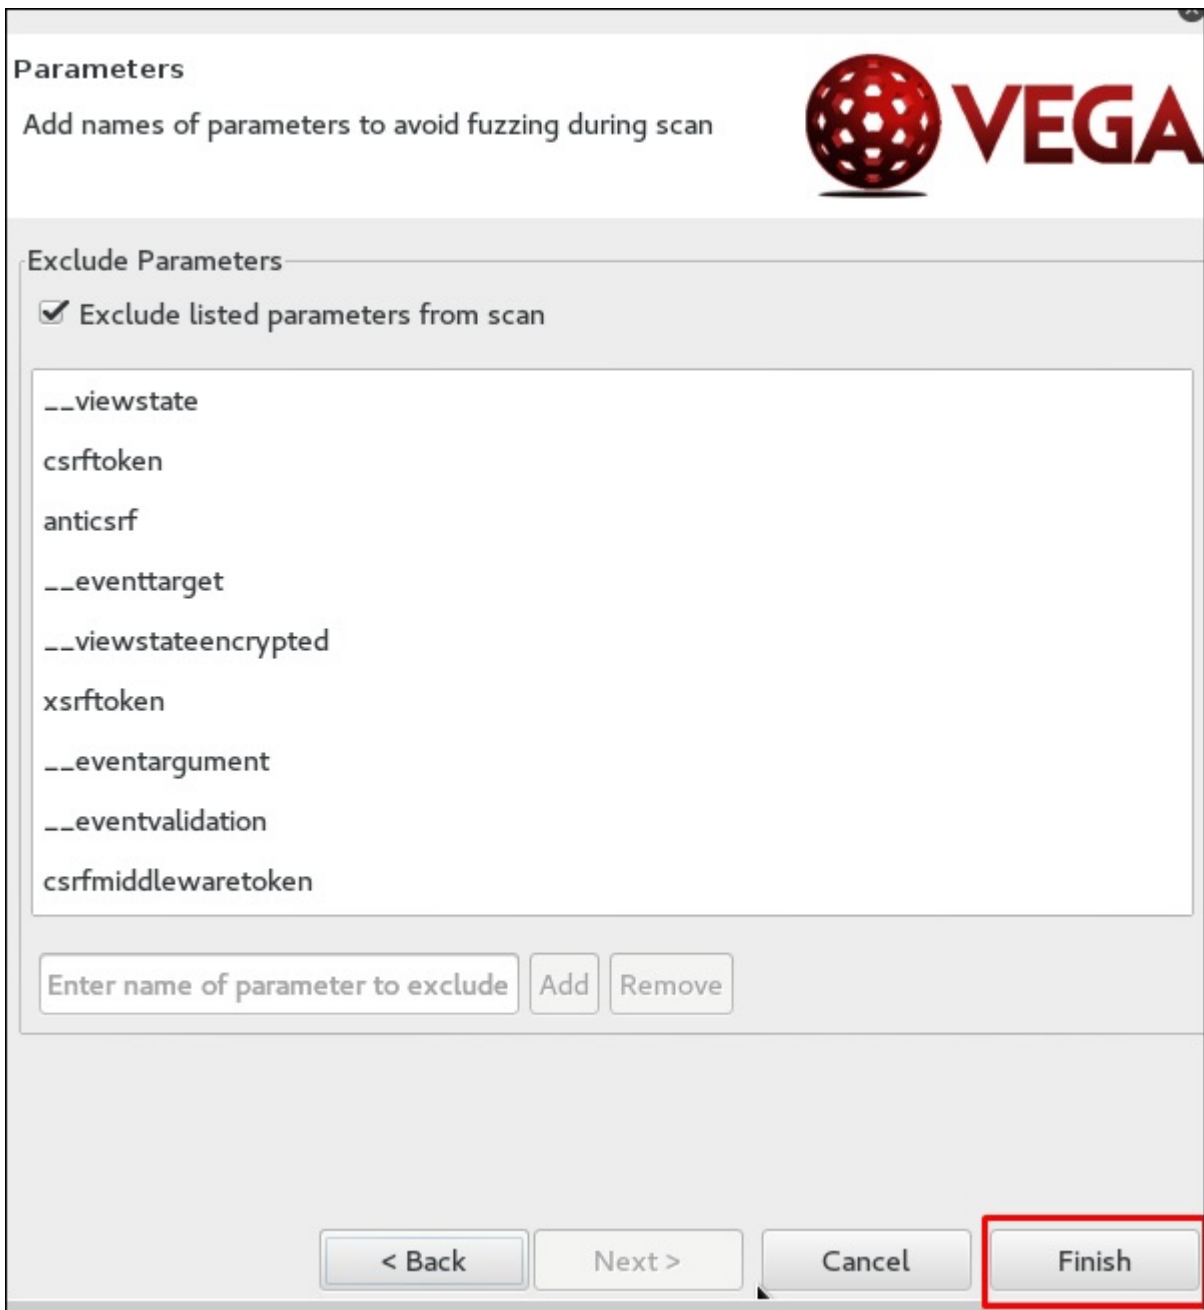 Parameters
Add names of parameters to avoid fuzzing during scan
VEGA
Exclude Parameters
Exclude listed parameters from scan
__viewstate
csrftoken
anticsrf
__eventtarget
__viewstateencrypted
xsrftoken
__eventargument
__eventvalidation
csrfmiddlewaretoken
Enter name of parameter to exclude Add Remove
< Back Next > Cancel Finish